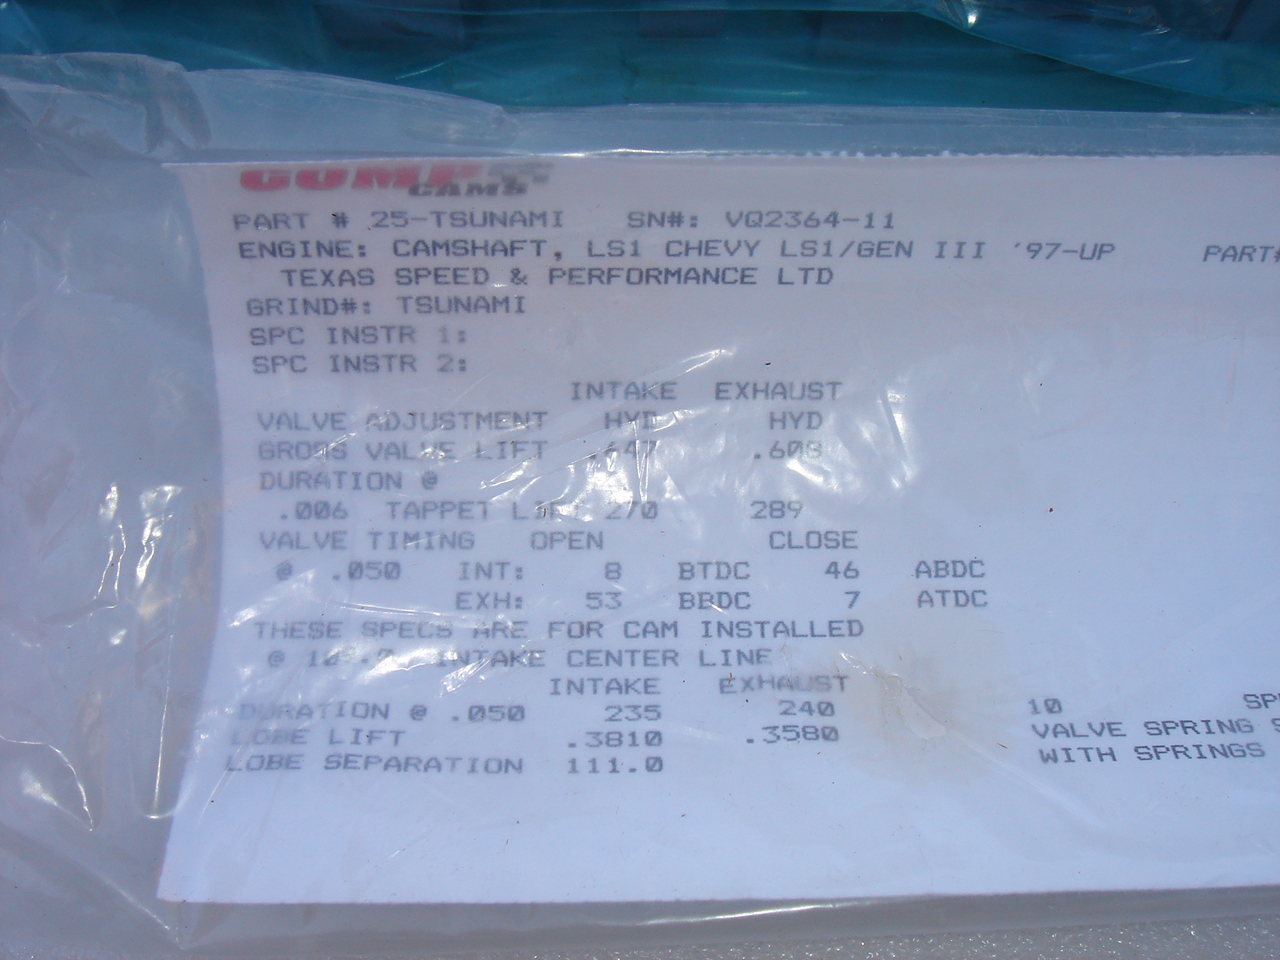 COMP
CAMS
PART # 25-TSUNAMI SN#: VQ2364-11
ENGINE: CAMSHAFT, LS1 CHEVY LS1/GEN III '97-UP PART#
TEXAS SPEED & PERFORMANCE LTD
GRIND#: TSUNAMI
SPC INSTR 1:
SPC INSTR 2:
INTAKE EXHAUST
VALVE ADJUSTMENT HYD HYD
GROSS VALVE LIFT .647 .608
DURATION @
.006 TAPPET LIFT 270 289
VALVE TIMING OPEN CLOSE
@ .050 INT: 8 BTDC 46 ABDC
EXH: 53 BBDC 7 ATDC
THESE SPECS ARE FOR CAM INSTALLED
@ INTAKE CENTER LINE
INTAKE EXHAUST
DURATION @ .050 235 240 10
LOBE LIFT .3810 .3580 VALVE SPRING
LOBE SEPARATION 111.0 WITH SPRINGS